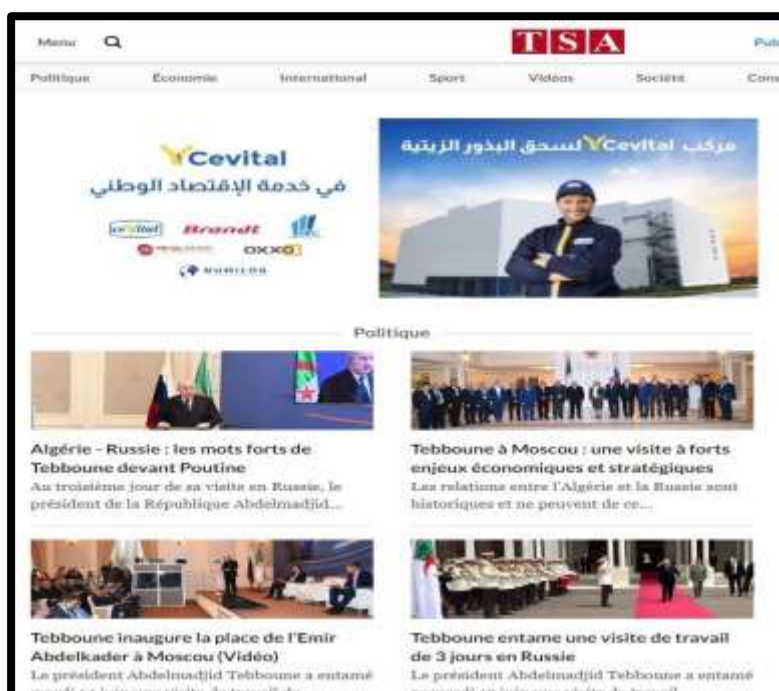 Menu
TSA
Politique Économie International Sport Vidéos Société
Cevital
في خدمة الإقتصاد الوطني
cevital Brandt
OXXO
NUMILOG
مركب Cevital لسحق البذور الزيتية
Politique
Algérie - Russie : les mots forts de
Tebboune devant Poutine
Au troisième jour de sa visite en Russie, le
président de la République Abdelmadjid...
Tebboune à Moscou : une visite à forts
enjeux économiques et stratégiques
Les relations entre l'Algérie et la Russie sont
historiques et ne peuvent de ce...
Tebboune inaugure la place de l'Emir
Abdelkader à Moscou (Vidéo)
Le président Abdelmadjid Tebboune a entamé
Tebboune entame une visite de travail
de 3 jours en Russie
Le président Abdelmadjid Tebboune a entamé